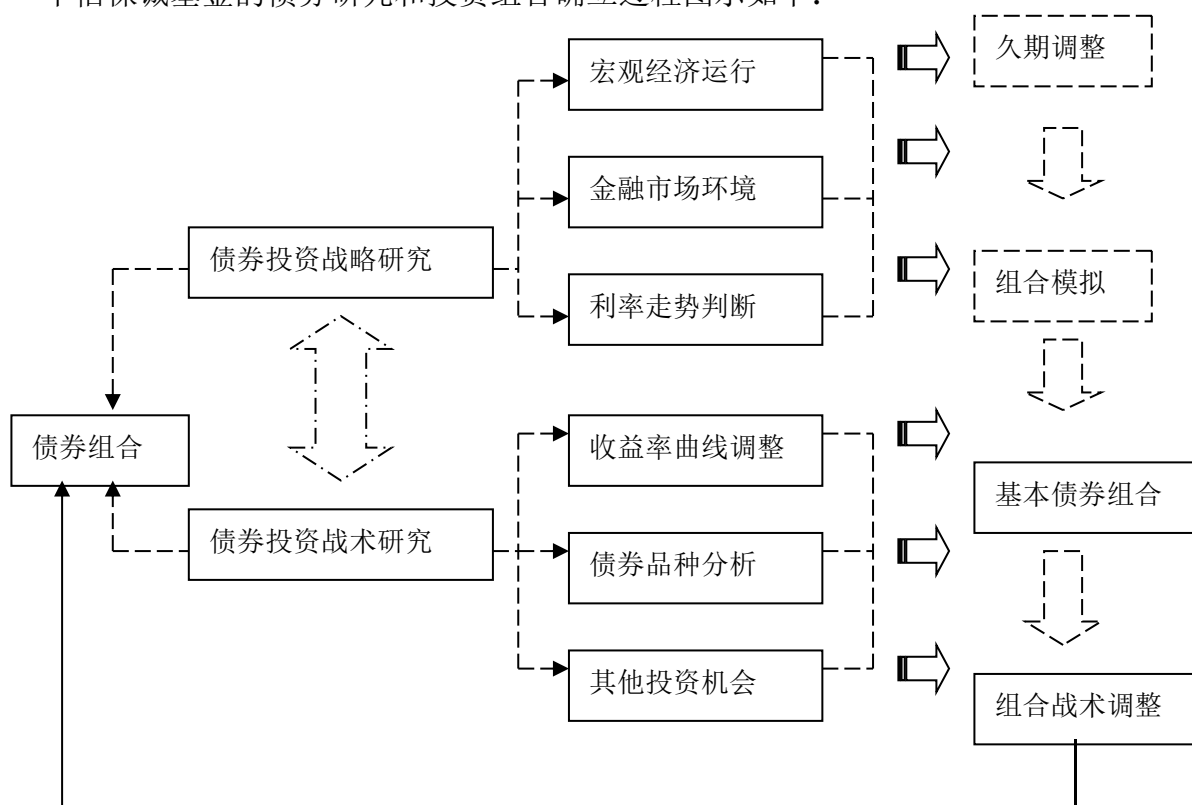 宏观经济运行
久期调整
金融市场环境
债券投资战略研究
组合模拟
利率走势判断
债券组合
收益率曲线调整
基本债券组合
债券投资战术研究
债券品种分析
其他投资机会
组合战术调整